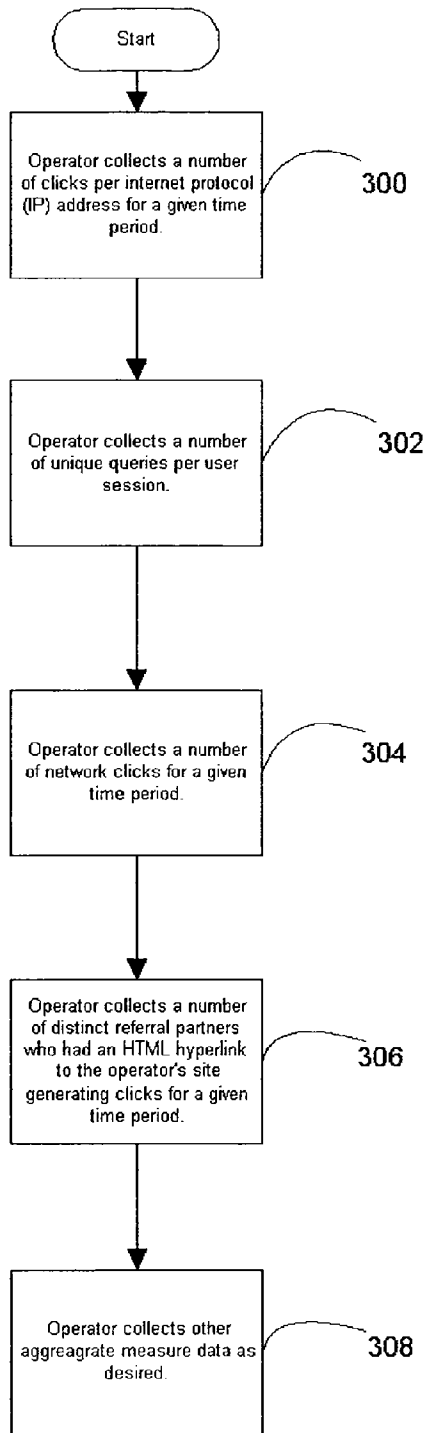 Start
Operator collects a number
of clicks per internet protocol
(IP) address for a given time
period.
300
Operator collects a number
of unique queries per user
session.
302
Operator collects a number
of network clicks for a given
time period.
304
Operator collects a number
of distinct referral partners
who had an HTML hyperlink
to the operator's site
generating clicks for a given
time period.
306
Operator collects other
aggreagrate measure data as
desired.
308